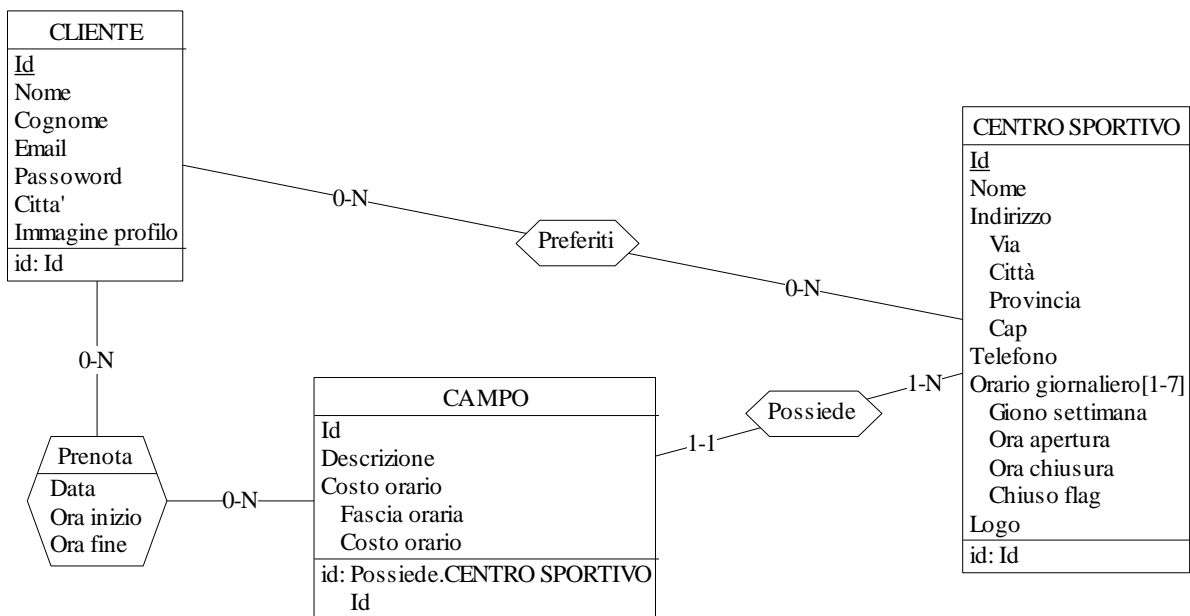 CLIENTE
Id
Nome
Cognome
Email
Passoword
Citta'
Immagine profilo
id: Id
0-N
Preferiti
0-N
CENTRO SPORTIVO
Id
Nome
Indirizzo
Via
Città
Provincia
Cap
Telefono
Orario giornaliero[1-7]
Giono settimana
Ora apertura
Ora chiusura
Chiuso flag
Logo
id: Id
0-N
Prenota
Data
Ora inizio
Ora fine
0-N
CAMPO
Id
Descrizione
Costo orario
Fascia oraria
Costo orario
id: Possiede.CENTRO SPORTIVO
Id
1-1
Possiede
1-N